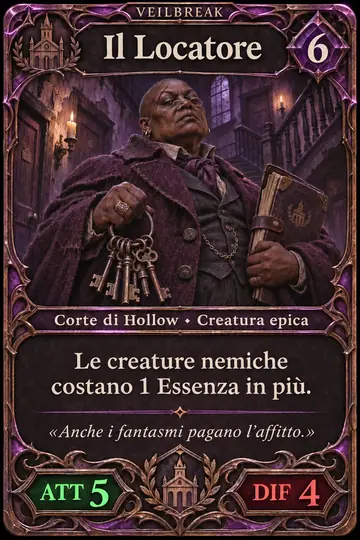 VEILBREAK
Il Locatore
6
Corte di Hollow • Creatura epica
Le creature nemiche
costano 1 Essenza in più.
«Anche i fantasmi pagano l'affitto.»
ATT 5
DIF 4